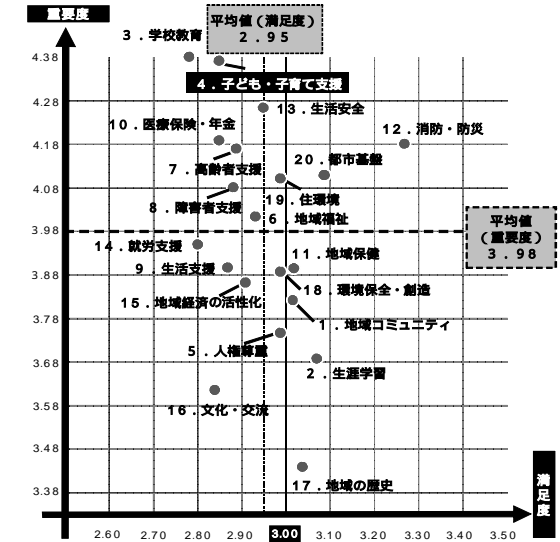 重要度
平均値（満足度）
２．９５
３．学校教育
4.38
４．子ども・子育て支援
4.28
１３．生活安全
１０．医療保険・年金
１２．消防・防災
4.18
７．高齢者支援
２０．都市基盤
4.08
８．障害者支援
１９．住環境
６．地域福祉
3.98
平均値
（重要度）
３．９８
１４．就労支援
１１．地域保健
９．生活支援
3.88
１８．環境保全・創造
１５．地域経済の活性化
3.78
１．地域コミュニティ
５．人権尊重
3.68
２．生涯学習
3.58
１６．文化・交流
3.48
１７．地域の歴史
3.38
満足度
2.60 2.70 2.80 2.90 3.00 3.10 3.20 3.30 3.40 3.50